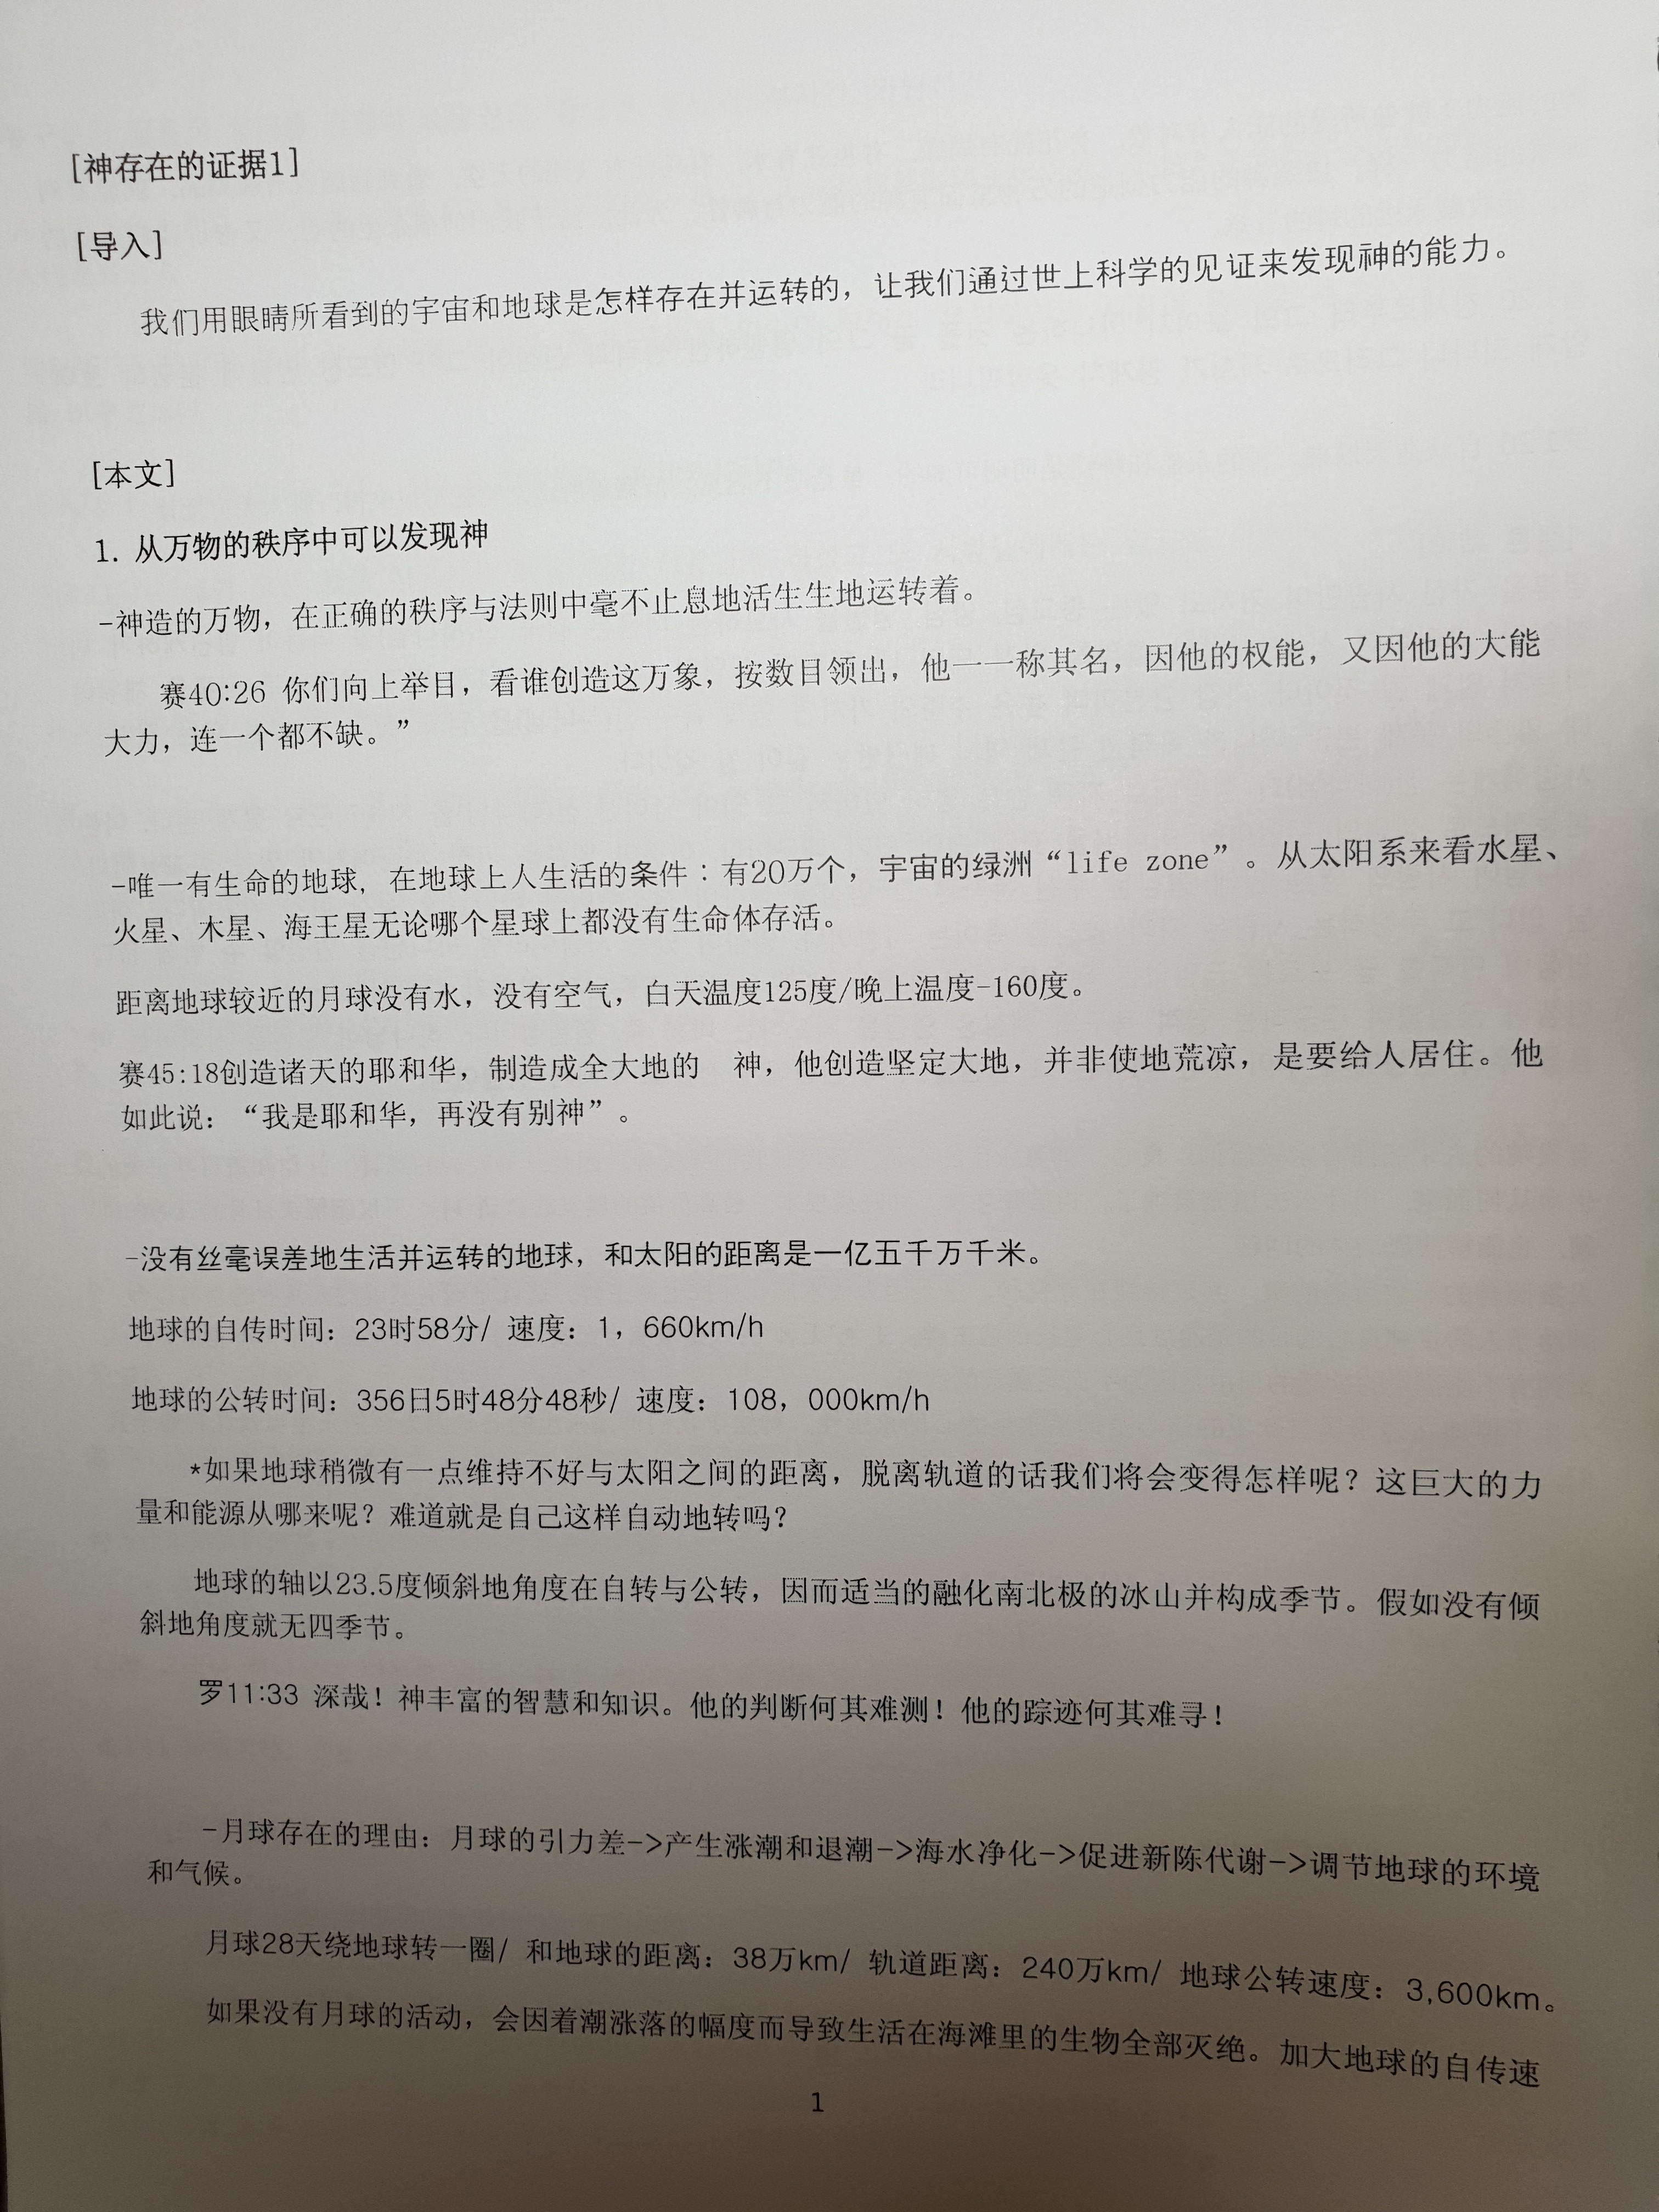 [神存在的证据1]
[导入]
我们用眼睛所看到的宇宙和地球是怎样存在并运转的，让我们通过世上科学的见证来发现神的能力。
[本文]
1. 从万物的秩序中可以发现神
-神造的万物，在正确的秩序与法则中毫不止息地活生生地运转着。
赛40:26 你们向上举目，看谁创造这万象，按数目领出，他一一称其名，因他的权能，又因他的大能
大力，连一个都不缺。”
-唯一有生命的地球，在地球上人生活的条件：有20万个，宇宙的绿洲“life zone”。从太阳系来看水星、
火星、木星、海王星无论哪个星球上都没有生命体存活。
距离地球较近的月球没有水，没有空气，白天温度125度/晚上温度-160度。
赛45:18创造诸天的耶和华，制造成全大地的　神，他创造坚定大地，并非使地荒凉，是要给人居住。他
如此说：“我是耶和华，再没有别神”。
-没有丝毫误差地生活并运转的地球，和太阳的距离是一亿五千万千米。
地球的自传时间：23时58分/ 速度：1，660km/h
地球的公转时间：356日5时48分48秒/ 速度：108，000km/h
*如果地球稍微有一点维持不好与太阳之间的距离，脱离轨道的话我们将会变得怎样呢？这巨大的力
量和能源从哪来呢？难道就是自己这样自动地转吗？
地球的轴以23.5度倾斜地角度在自转与公转，因而适当的融化南北极的冰山并构成季节。假如没有倾
斜地角度就无四季节。
罗11:33 深哉！神丰富的智慧和知识。他的判断何其难测！他的踪迹何其难寻！
-月球存在的理由：月球的引力差->产生涨潮和退潮->海水净化->促进新陈代谢->调节地球的环境
和气候。
月球28天绕地球转一圈/ 和地球的距离：38万km/ 轨道距离：240万km/ 地球公转速度：3,600km。
如果没有月球的活动，会因着潮涨落的幅度而导致生活在海滩里的生物全部灭绝。加大地球的自传速
1